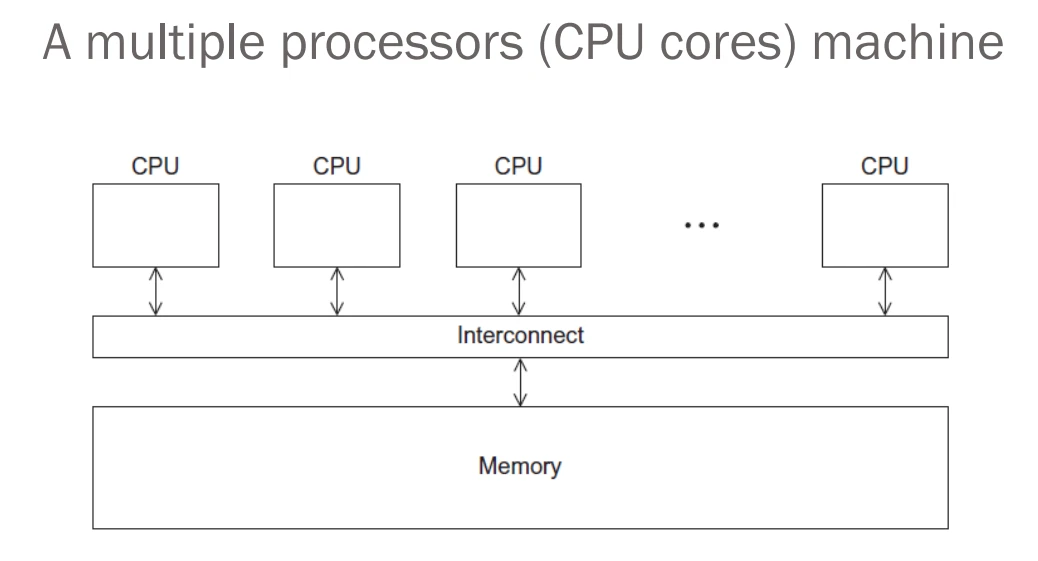 A multiple processors (CPU cores) machine
CPU CPU CPU ... CPU
Interconnect
Memory